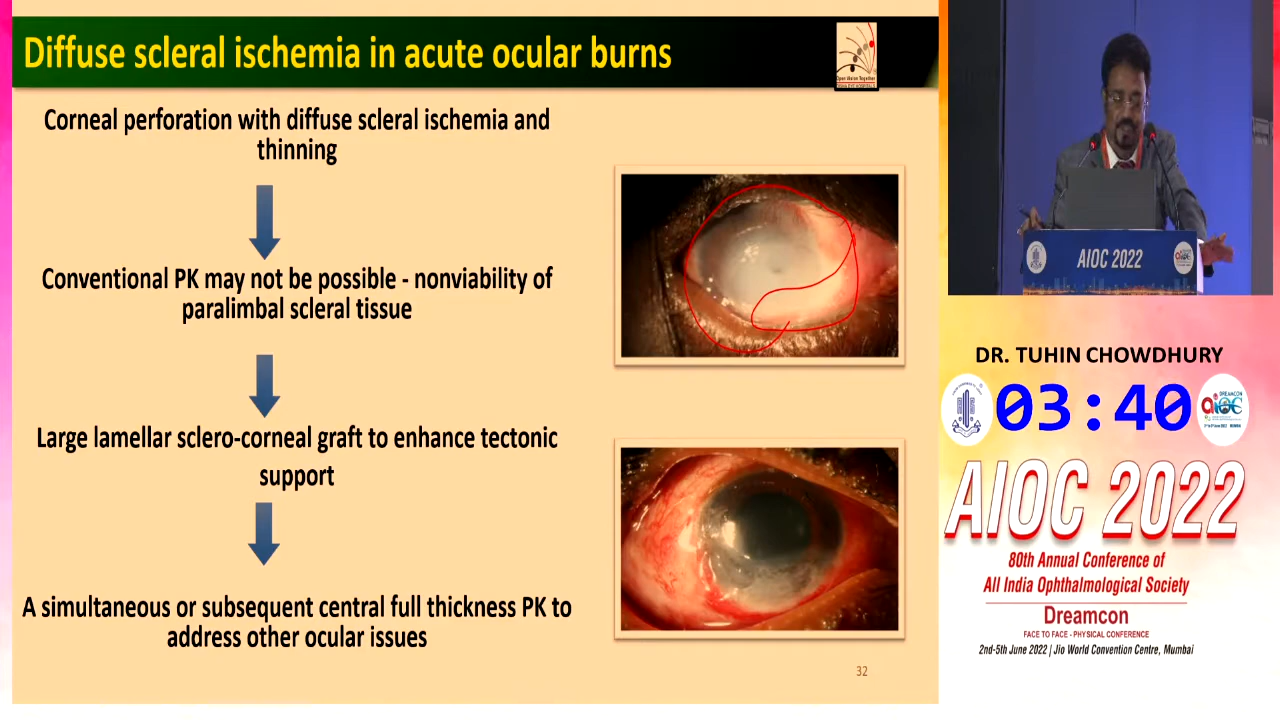 Diffuse scleral ischemia in acute ocular burns
Open Vision Together
Corneal perforation with diffuse scleral ischemia and
thinning
Conventional PK may not be possible - nonviability of
paralimbal scleral tissue
Large lamellar sclero-corneal graft to enhance tectonic
support
A simultaneous or subsequent central full thickness PK to
address other ocular issues
32
AIOC 2022
DR. TUHIN CHOWDHURY
03:40
DREAMCON
AIOC 2022
80th Annual Conference of
All India Ophthalmological Society
Dreamcon
FACE TO FACE - PHYSICAL CONFERENCE
2nd-5th June 2022 | Jio World Convention Centre, Mumbai